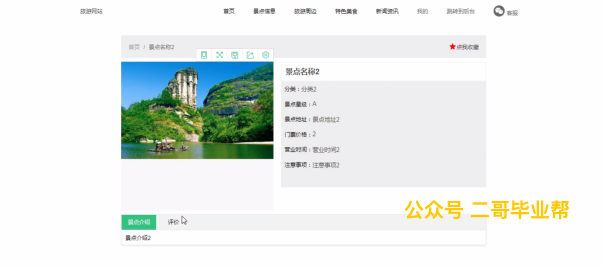 旅游网站 首页 景点信息 旅游周边 特色美食 新闻资讯 我的 跳转到后台 客服
首页 / 景点名称2 ★点我收藏
景点名称2
分类：分类2
景点星级：A
景点地址：景点地址2
门票价格：2
营业时间：营业时间2
注意事项：注意事项2
公众号 二哥毕业帮
景点介绍 评价
景点介绍2